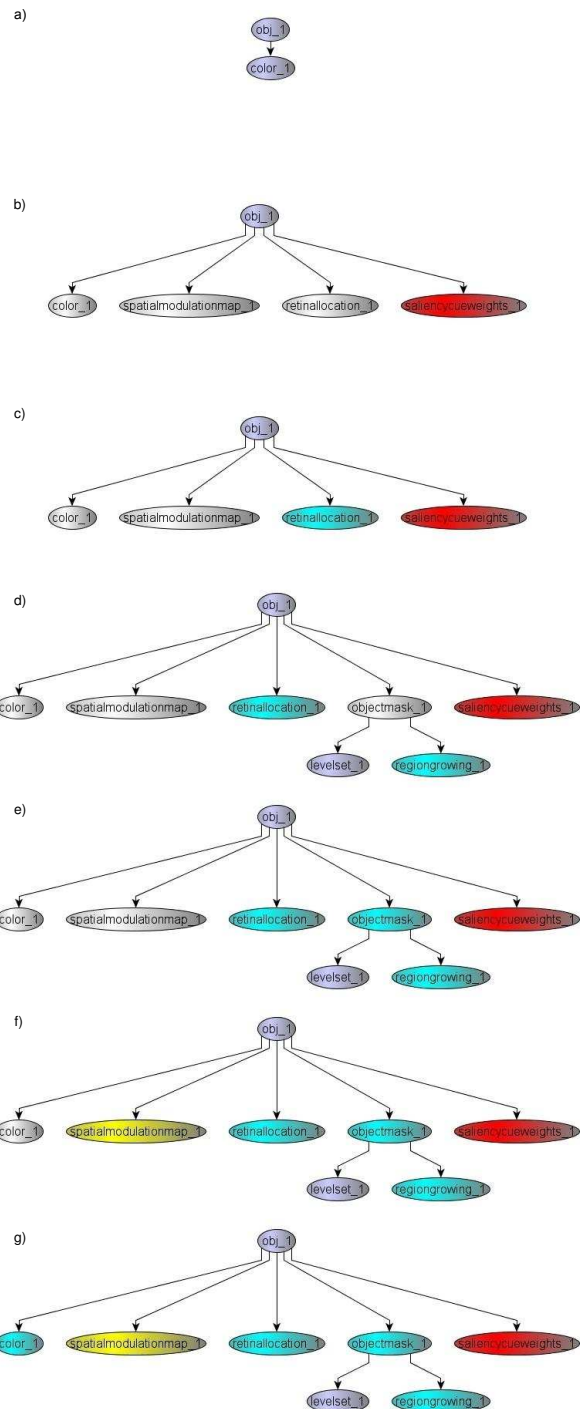 a)
obj_1
color_1
b)
obj_1
color_1 spatialmodulationmap_1 retinallocation_1 saliencycueweights_1
c)
obj_1
color_1 spatialmodulationmap_1 retinallocation_1 saliencycueweights_1
d)
obj_1
color_1 spatialmodulationmap_1 retinallocation_1 objectmask_1 saliencycueweights_1
levelset_1 regiongrowing_1
e)
obj_1
color_1 spatialmodulationmap_1 retinallocation_1 objectmask_1 saliencycueweights_1
levelset_1 regiongrowing_1
f)
obj_1
color_1 spatialmodulationmap_1 retinallocation_1 objectmask_1 saliencycueweights_1
levelset_1 regiongrowing_1
g)
obj_1
color_1 spatialmodulationmap_1 retinallocation_1 objectmask_1 saliencycueweights_1
levelset_1 regiongrowing_1